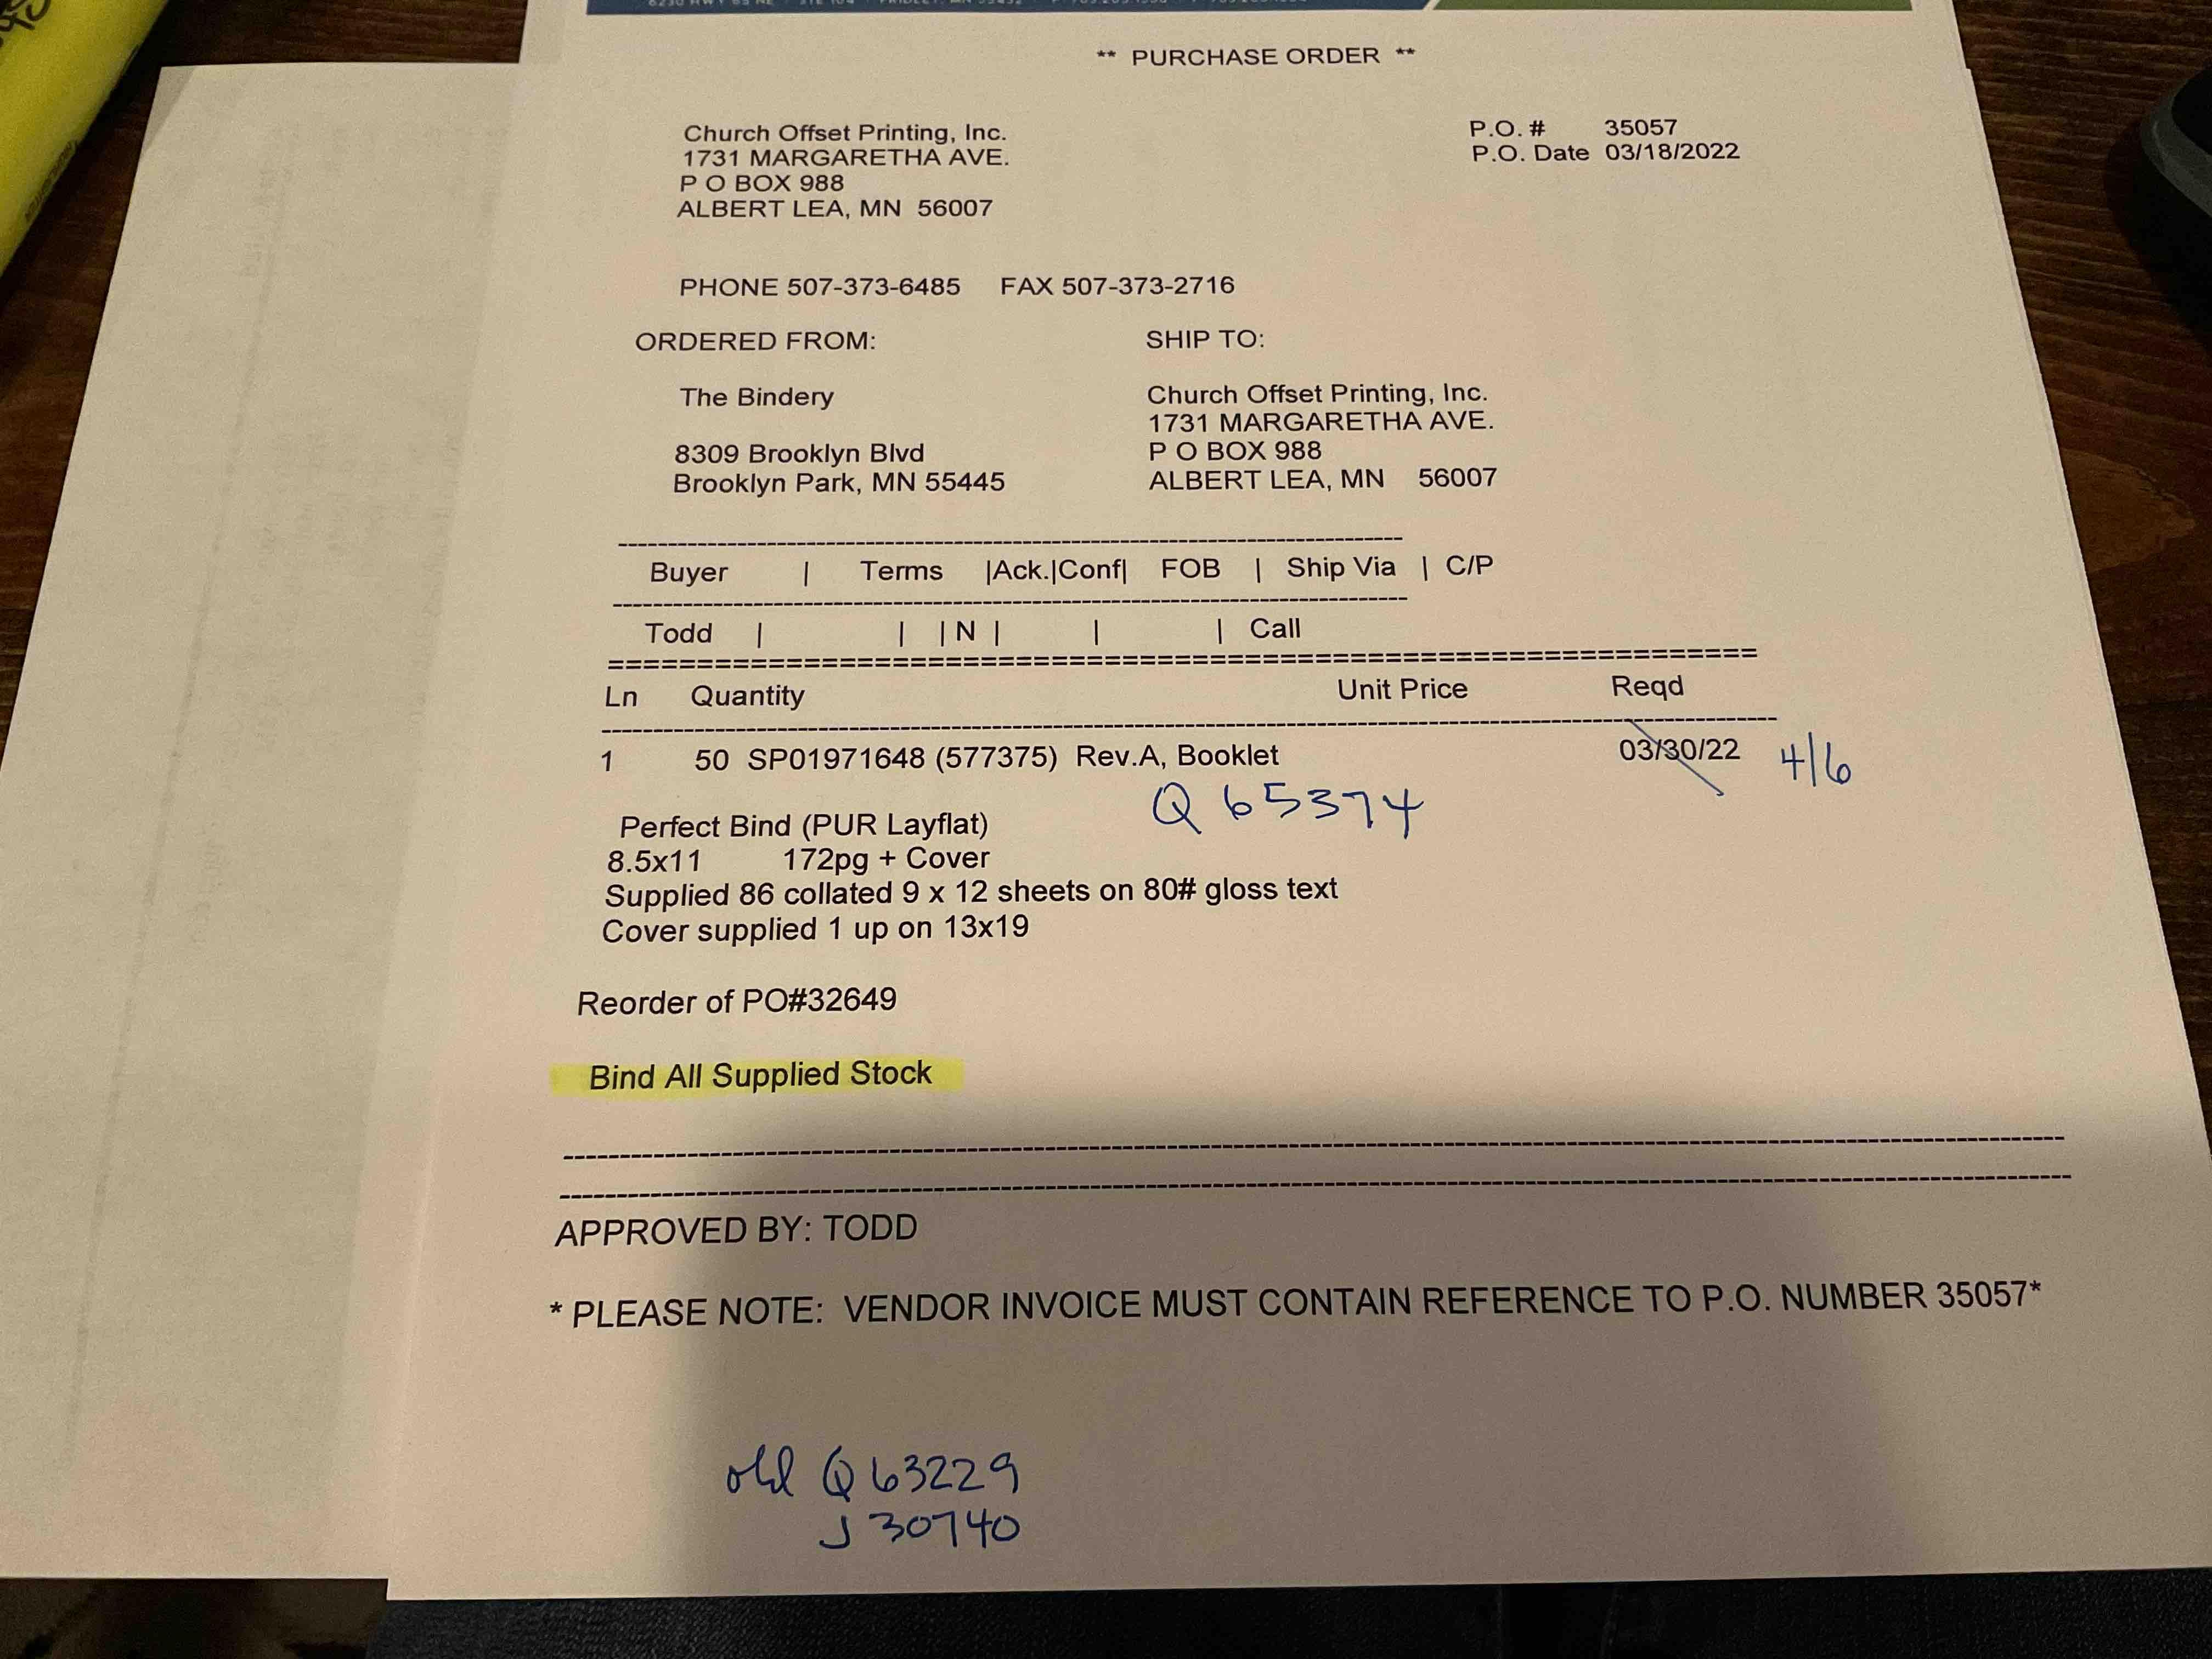 ** PURCHASE ORDER **
Church Offset Printing, Inc.
1731 MARGARETHA AVE.
P O BOX 988
ALBERT LEA, MN 56007
P.O. # 35057
P.O. Date 03/18/2022
PHONE 507-373-6485 FAX 507-373-2716
ORDERED FROM:
The Bindery
8309 Brooklyn Blvd
Brooklyn Park, MN 55445
SHIP TO:
Church Offset Printing, Inc.
1731 MARGARETHA AVE.
P O BOX 988
ALBERT LEA, MN 56007
Buyer | Terms |Ack.|Conf| FOB | Ship Via | C/P
Todd | | |N | | | Call
Ln Quantity Unit Price Reqd
1 50 SP01971648 (577375) Rev.A, Booklet 03/30/22 4/6
Q 65374
Perfect Bind (PUR Layflat)
8.5x11 172pg + Cover
Supplied 86 collated 9 x 12 sheets on 80# gloss text
Cover supplied 1 up on 13x19
Reorder of PO#32649
Bind All Supplied Stock
APPROVED BY: TODD
* PLEASE NOTE: VENDOR INVOICE MUST CONTAIN REFERENCE TO P.O. NUMBER 35057*
old Q 63229
J 30740